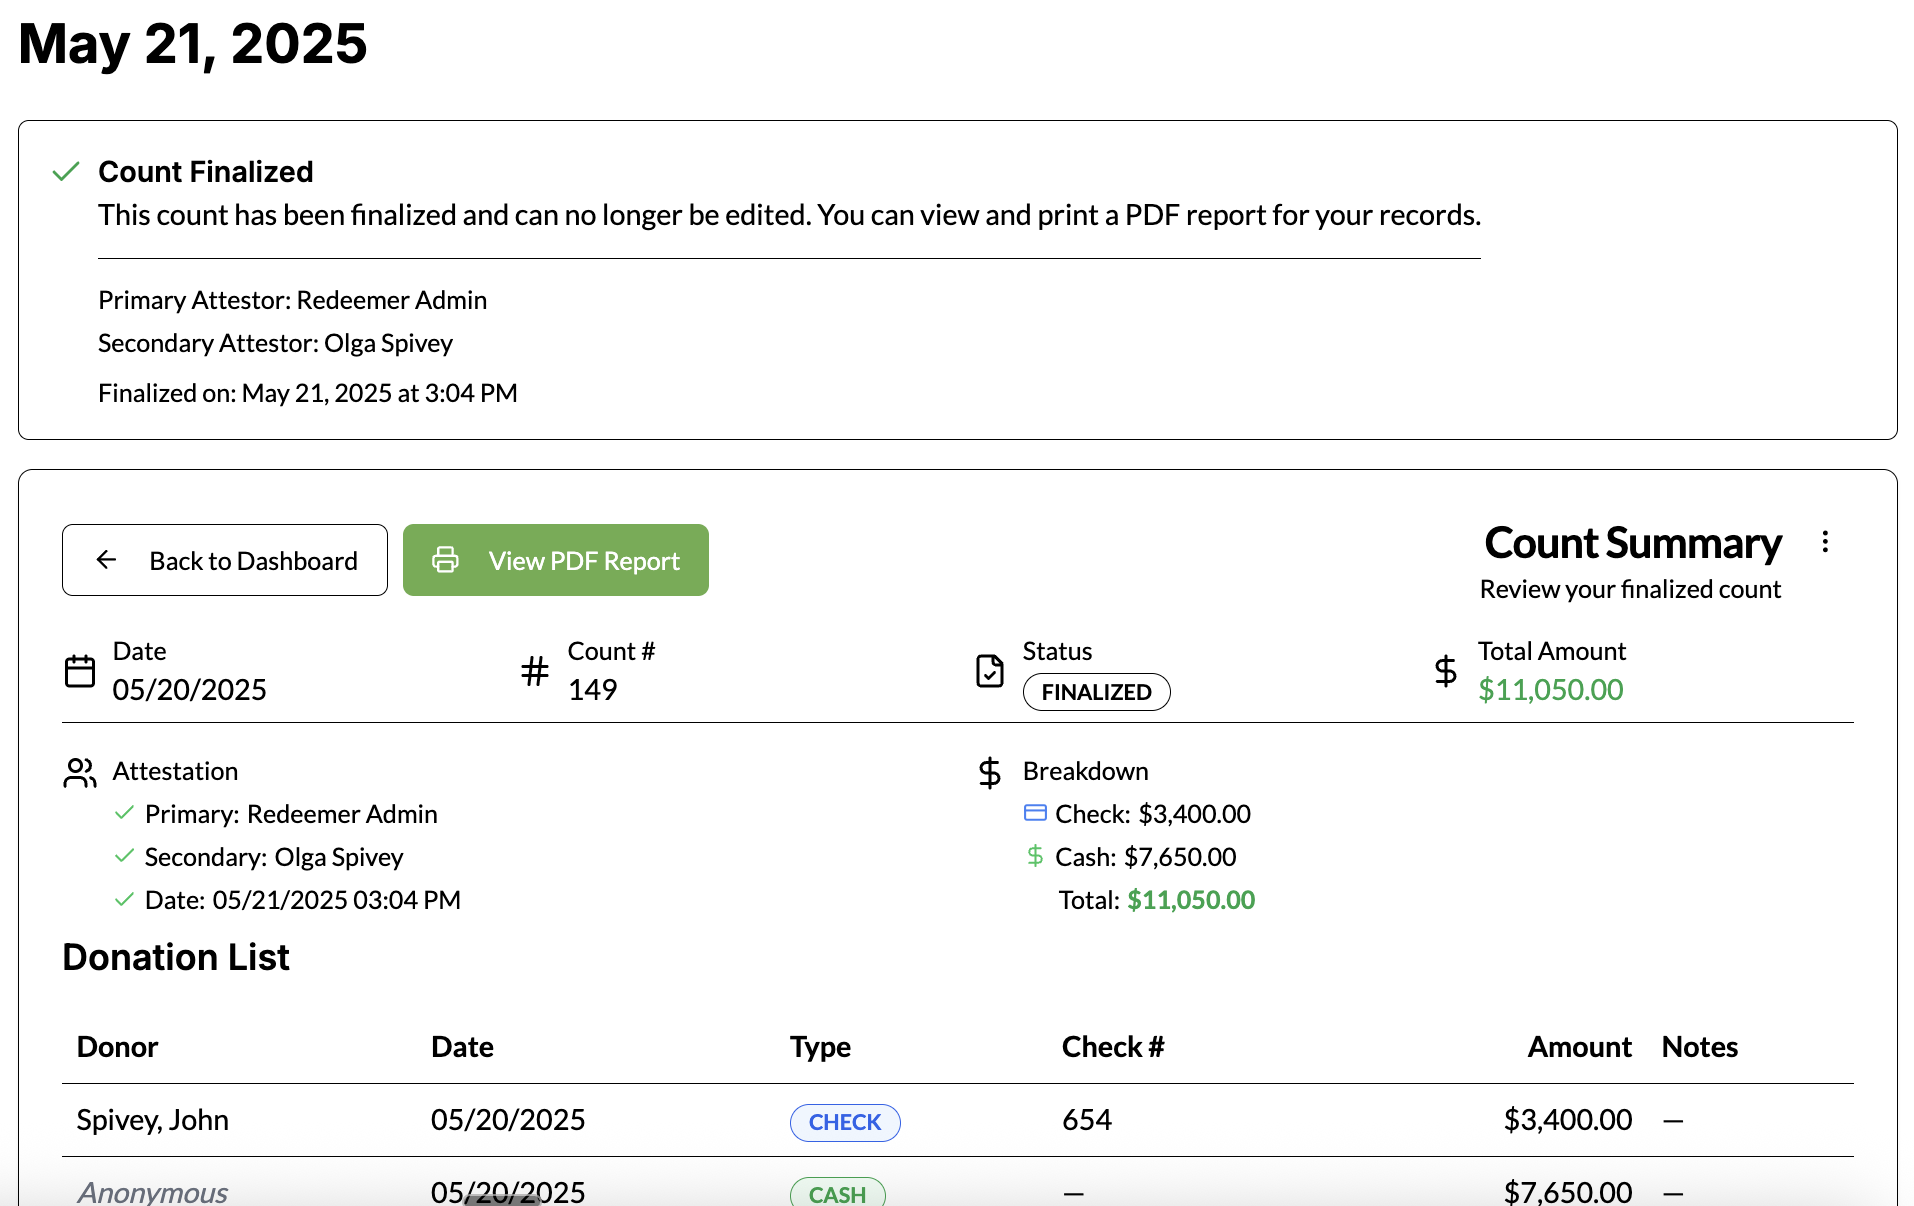 May 21, 2025
Count Finalized
This count has been finalized and can no longer be edited. You can view and print a PDF report for your records.
Primary Attestor: Redeemer Admin
Secondary Attestor: Olga Spivey
Finalized on: May 21, 2025 at 3:04 PM
Back to Dashboard
View PDF Report
Count Summary
Review your finalized count
Date
05/20/2025
Count #
149
Status
FINALIZED
Total Amount
$11,050.00
Attestation
Primary: Redeemer Admin
Secondary: Olga Spivey
Date: 05/21/2025 03:04 PM
Breakdown
Check: $3,400.00
Cash: $7,650.00
Total: $11,050.00
Donation List
Donor Date Type Check # Amount Notes
Spivey, John 05/20/2025 CHECK 654 $3,400.00 —
Anonymous 05/20/2025 CASH — $7,650.00 —